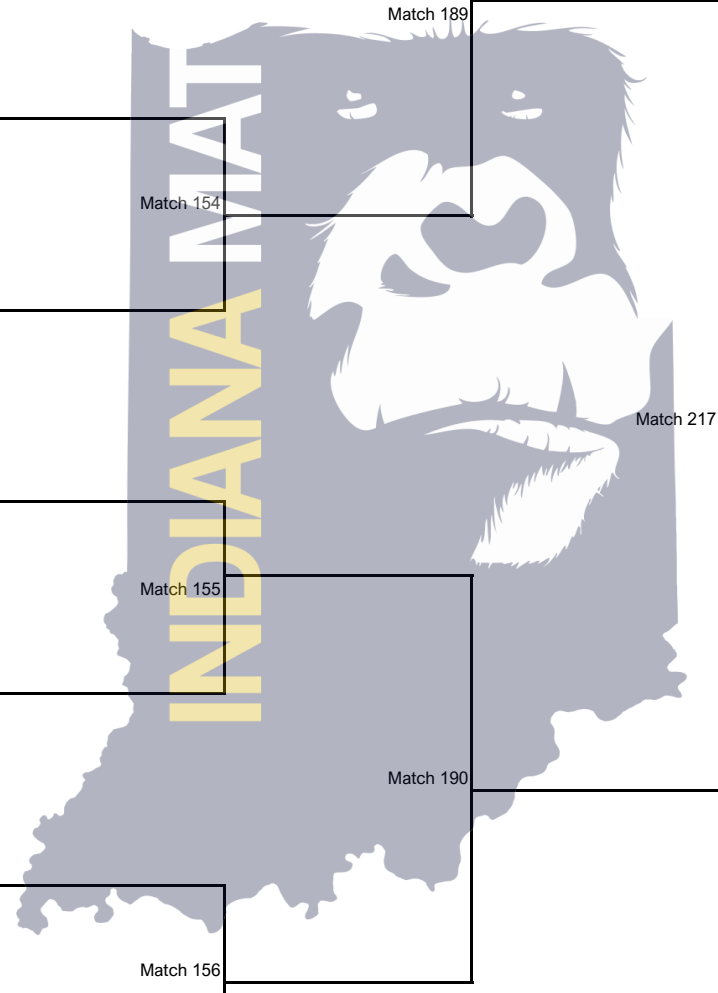 Match 189
Match 154
Match 217
Match 155
Match 190
Match 156
INDIANA MAT